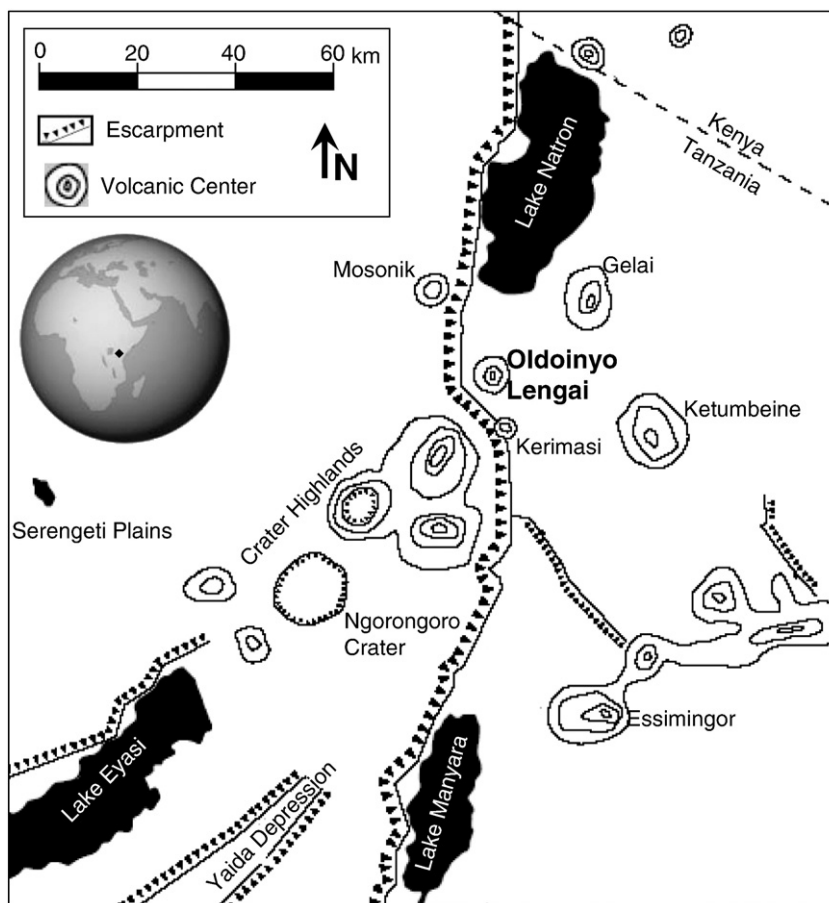 0 20 40 60 km
Escarpment
Volcanic Center
N
Kenya
Tanzania
Lake Natron
Mosonik
Gelai
Oldoinyo
Lengai
Ketumbeine
Kerimasi
Crater Highlands
Serengeti Plains
Ngorongoro
Crater
Essimingor
Lake Eyasi
Yaida Depression
Lake Manyara